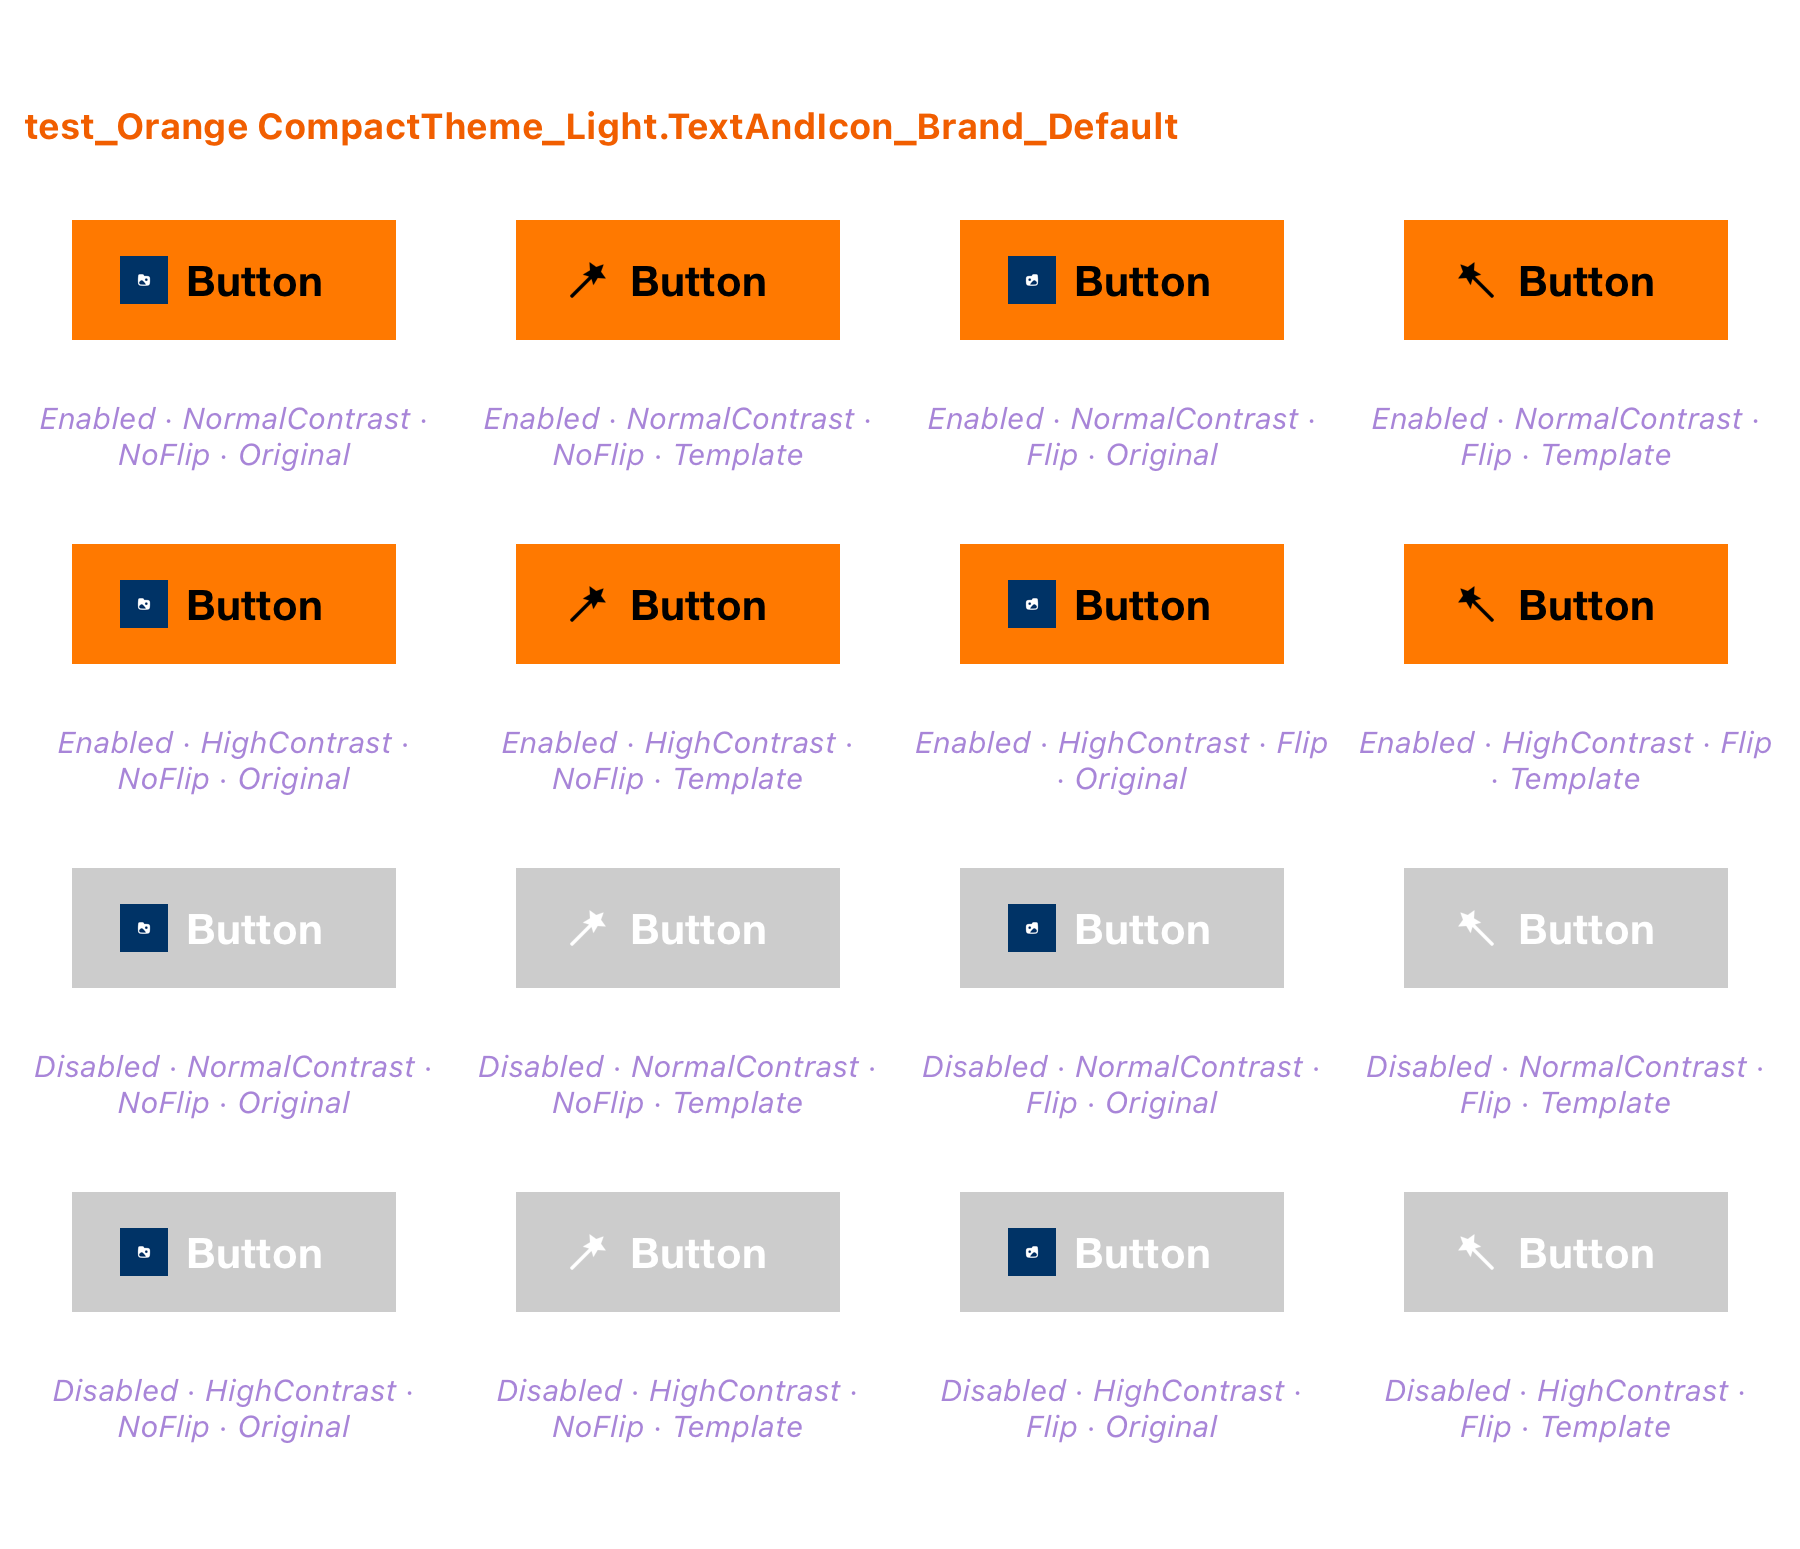 test_Orange CompactTheme_Light.TextAndIcon_Brand_Default
Button Button Button Button
Enabled · NormalContrast · Enabled · NormalContrast · Enabled · NormalContrast · Enabled · NormalContrast ·
NoFlip · Original NoFlip · Template Flip · Original Flip · Template
Button Button Button Button
Enabled · HighContrast · Enabled · HighContrast · Enabled · HighContrast · Flip Enabled · HighContrast · Flip
NoFlip · Original NoFlip · Template · Original · Template
Button Button Button Button
Disabled · NormalContrast · Disabled · NormalContrast · Disabled · NormalContrast · Disabled · NormalContrast ·
NoFlip · Original NoFlip · Template Flip · Original Flip · Template
Button Button Button Button
Disabled · HighContrast · Disabled · HighContrast · Disabled · HighContrast · Disabled · HighContrast ·
NoFlip · Original NoFlip · Template Flip · Original Flip · Template